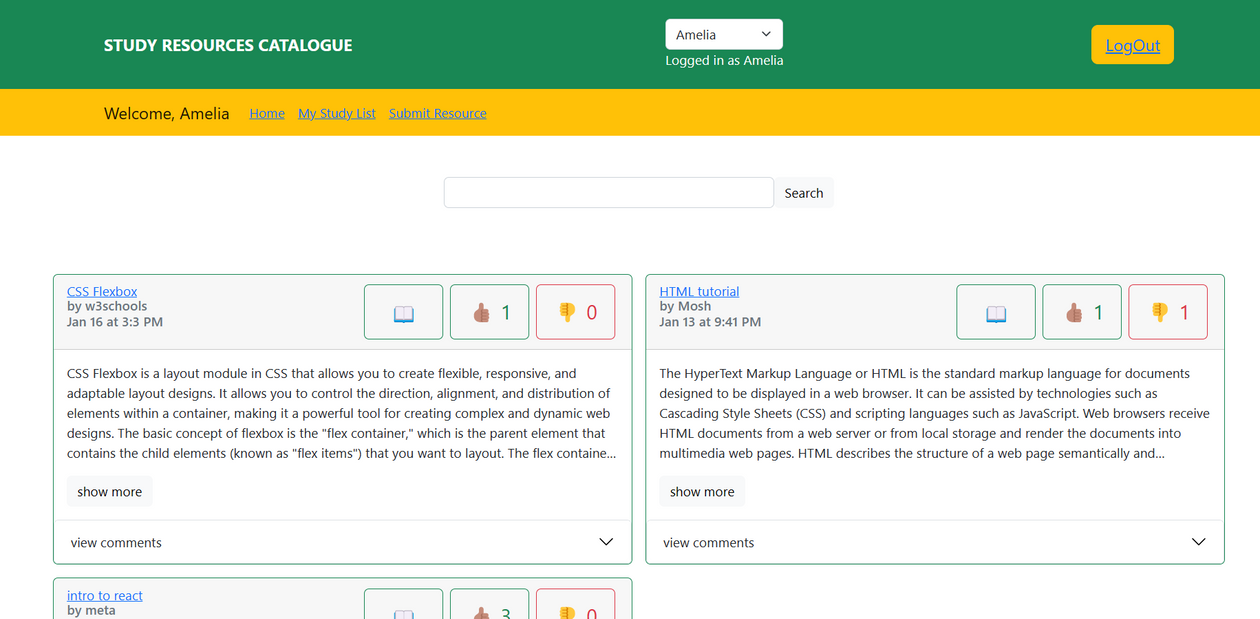 STUDY RESOURCES CATALOGUE
Amelia
Logged in as Amelia
LogOut
Welcome, Amelia
Home
My Study List
Submit Resource
Search
CSS Flexbox
by w3schools
Jan 16 at 3:3 PM
1
0
CSS Flexbox is a layout module in CSS that allows you to create flexible, responsive, and
adaptable layout designs. It allows you to control the direction, alignment, and distribution of
elements within a container, making it a powerful tool for creating complex and dynamic web
designs. The basic concept of flexbox is the "flex container," which is the parent element that
contains the child elements (known as "flex items") that you want to layout. The flex containe...
show more
view comments
HTML tutorial
by Mosh
Jan 13 at 9:41 PM
1
1
The HyperText Markup Language or HTML is the standard markup language for documents
designed to be displayed in a web browser. It can be assisted by technologies such as
Cascading Style Sheets (CSS) and scripting languages such as JavaScript. Web browsers receive
HTML documents from a web server or from local storage and render the documents into
multimedia web pages. HTML describes the structure of a web page semantically and...
show more
view comments
intro to react
by meta
3
0